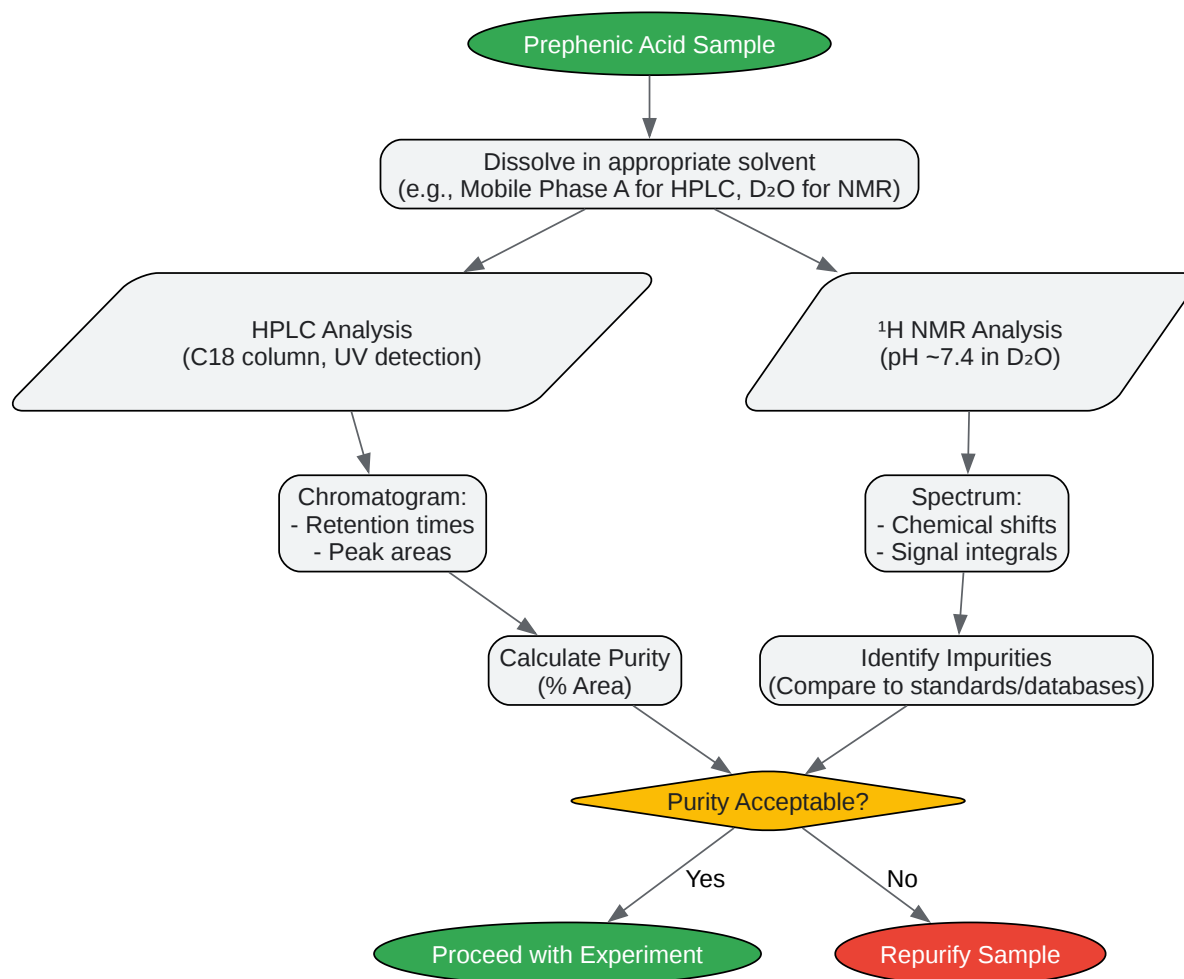 Prephenic Acid Sample
Dissolve in appropriate solvent
(e.g., Mobile Phase A for HPLC, D₂O for NMR)
HPLC Analysis
(C18 column, UV detection)
¹H NMR Analysis
(pH ~7.4 in D₂O)
Chromatogram:
- Retention times
- Peak areas
Spectrum:
- Chemical shifts
- Signal integrals
Calculate Purity
(% Area)
Identify Impurities
(Compare to standards/databases)
Purity Acceptable?
Yes
No
Proceed with Experiment
Repurify Sample